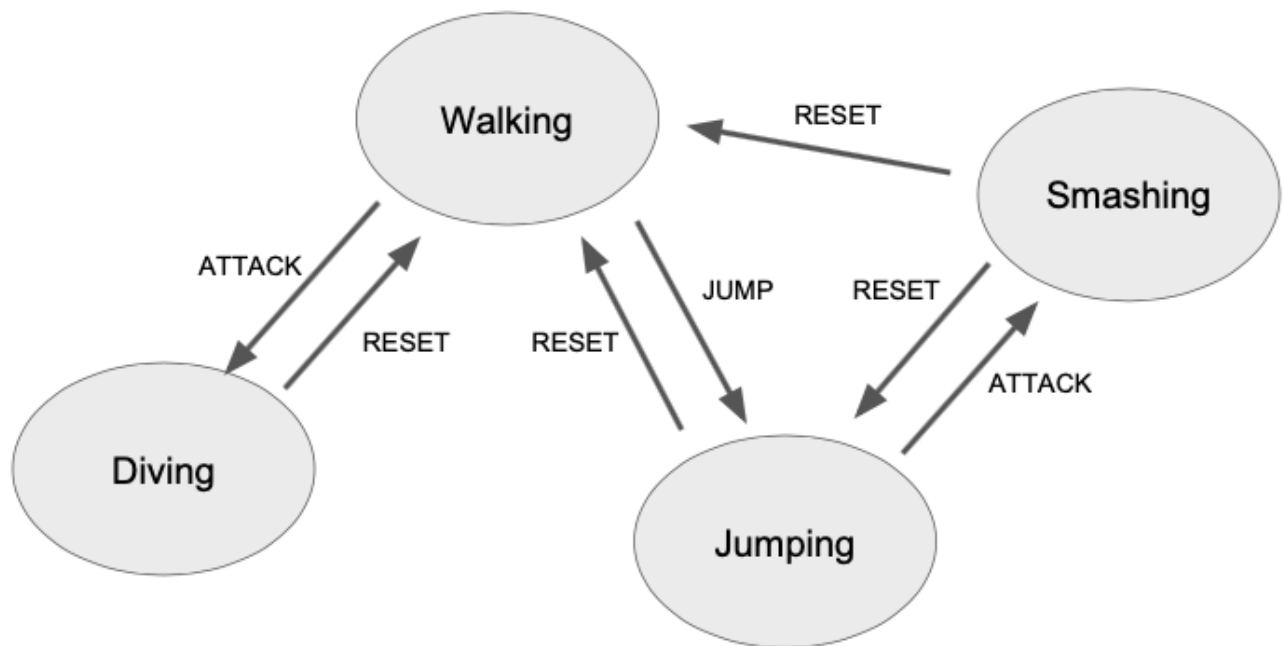 Walking
RESET
Smashing
ATTACK
RESET
RESET
JUMP
RESET
ATTACK
Diving
Jumping